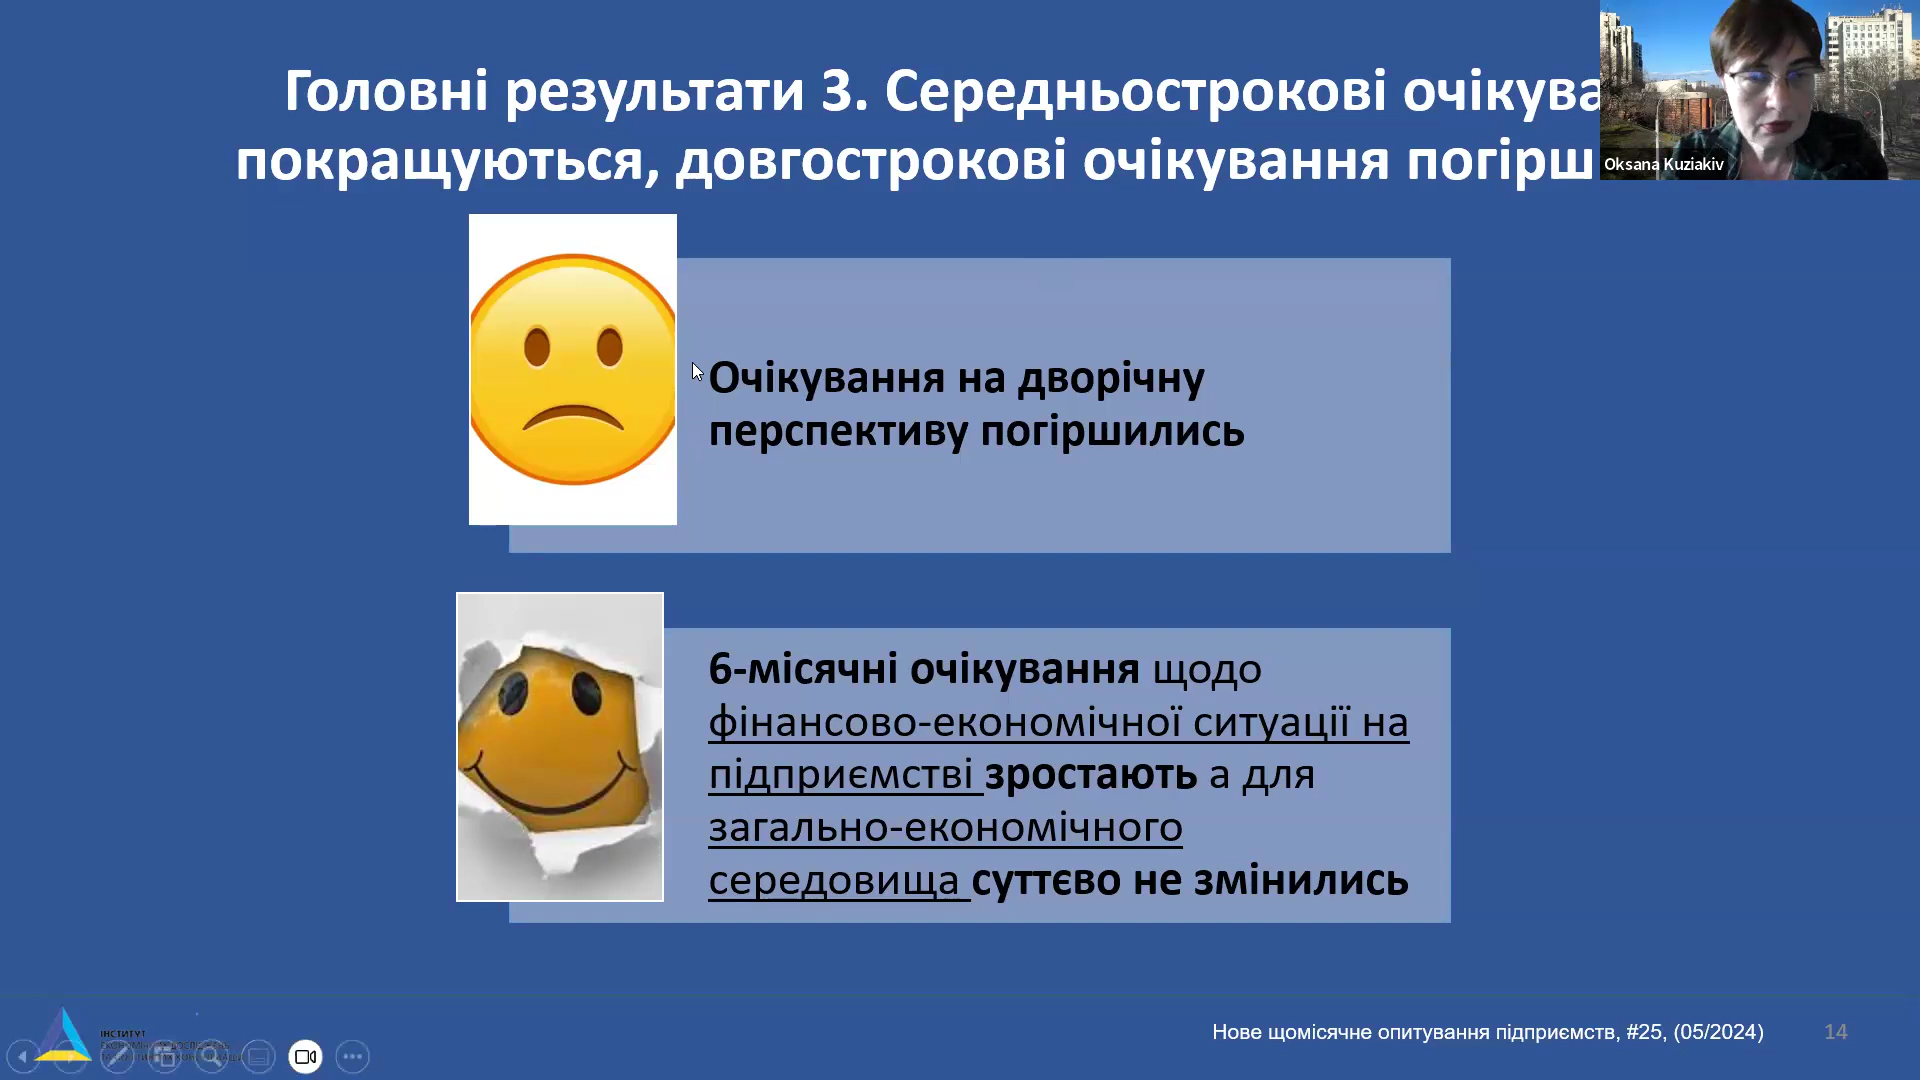 Головні результати 3. Середньострокові очікува
покращуються, довгострокові очікування погірш
Oksana Kuziakiv
Очікування на дворічну
перспективу погіршились
6-місячні очікування щодо
фінансово-економічної ситуації на
підприємстві зростають а для
загально-економічного
середовища суттєво не змінились
ІНСТИТУТ
Нове щомісячне опитування підприємств, #25, (05/2024)
14